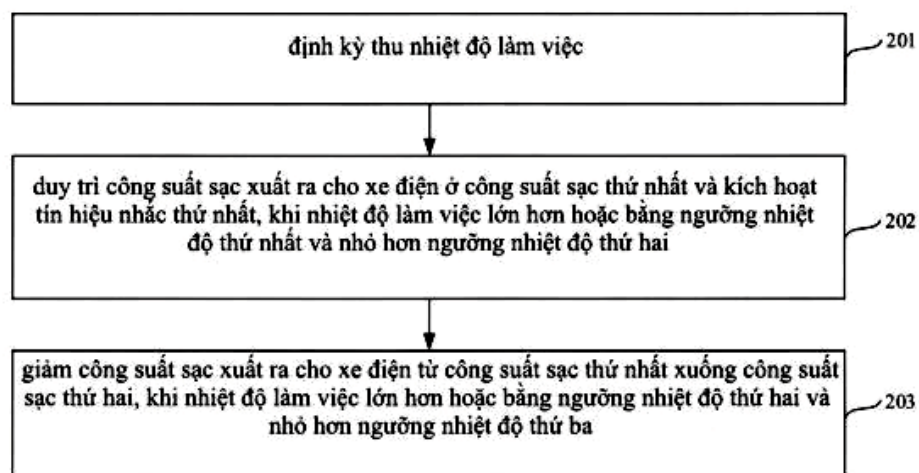 định kỳ thu nhiệt độ làm việc
201
duy trì công suất sạc xuất ra cho xe điện ở công suất sạc thứ nhất và kích hoạt
tín hiệu nhắc thứ nhất, khi nhiệt độ làm việc lớn hơn hoặc bằng ngưỡng nhiệt
độ thứ nhất và nhỏ hơn ngưỡng nhiệt độ thứ hai
202
giảm công suất sạc xuất ra cho xe điện từ công suất sạc thứ nhất xuống công suất
sạc thứ hai, khi nhiệt độ làm việc lớn hơn hoặc bằng ngưỡng nhiệt độ thứ hai và
nhỏ hơn ngưỡng nhiệt độ thứ ba
203